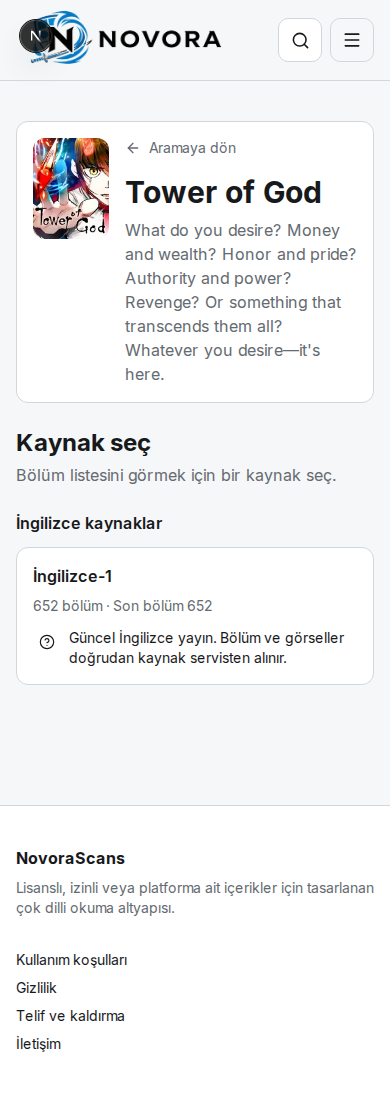 N
N NOVORA
Aramaya dön
Tower of God
Tower of God
What do you desire? Money
and wealth? Honor and pride?
Authority and power?
Revenge? Or something that
transcends them all?
Whatever you desire—it's
here.
Kaynak seç
Bölüm listesini görmek için bir kaynak seç.
İngilizce kaynaklar
İngilizce-1
652 bölüm · Son bölüm 652
Güncel İngilizce yayın. Bölüm ve görseller
doğrudan kaynak servisten alınır.
NovoraScans
Lisanslı, izinli veya platforma ait içerikler için tasarlanan
çok dilli okuma altyapısı.
Kullanım koşulları
Gizlilik
Telif ve kaldırma
İletişim